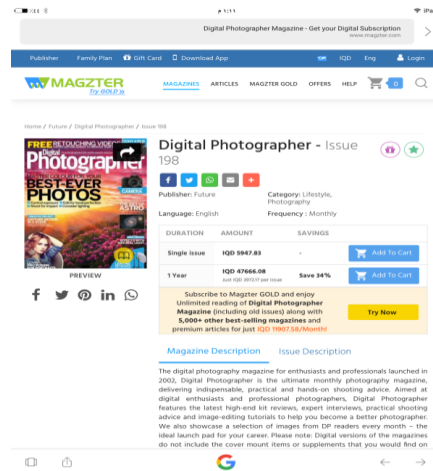 Digital Photographer Magazine - Get your Digital Subscription
www.magzter.com
Publisher Family Plan Gift Card Download App IQD Eng Login
MAGZTER
Try GOLD
MAGAZINES ARTICLES MAGZTER GOLD OFFERS HELP 0
Home / Future / Digital Photographer / Issue 198
FREE RETOUCHING VIDEO
Digital
Photographer
BEST-EVER
PHOTOS
CAMERA
ASTRO
PREVIEW
Digital Photographer - Issue
198
Publisher: Future Category: Lifestyle,
Photography
Language: English Frequency : Monthly
DURATION AMOUNT SAVINGS
Single Issue IQD 5947.83 - Add To Cart
1 Year IQD 47666.08 Save 34% Add To Cart
Subscribe to Magzter GOLD and enjoy
Unlimited reading of Digital Photographer
Magazine (including old issues) along with
5,000+ other best-selling magazines and
premium articles for just IQD 11907.58/Month!
Try Now
Magazine Description Issue Description
The digital photography magazine for enthusiasts and professionals launched in
2002, Digital Photographer is the ultimate monthly photography magazine,
delivering indispensable, practical and hands-on shooting advice. Aimed at
digital enthusiasts and professional photographers, Digital Photographer
features the latest high-end kit reviews, expert interviews, practical shooting
advice and image-editing tutorials to help you become a better photographer.
We also showcase a selection of images from DP readers every month – the
ideal launch pad for your career. Please note: Digital versions of the magazines
do not include the cover mount items or supplements that you would find on